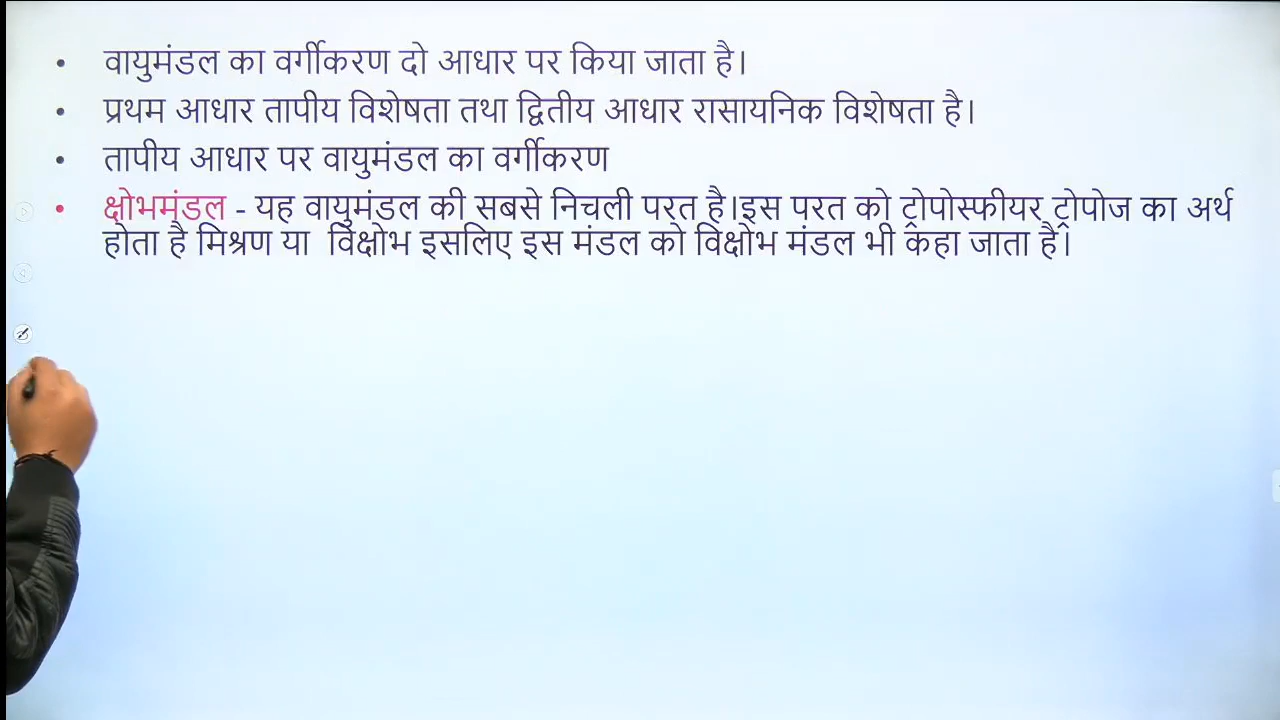 • वायुमंडल का वर्गीकरण दो आधार पर किया जाता है।
• प्रथम आधार तापीय विशेषता तथा द्वितीय आधार रासायनिक विशेषता है।
• तापीय आधार पर वायुमंडल का वर्गीकरण
• क्षोभमंडल - यह वायुमंडल की सबसे निचली परत है।इस परत को ट्रोपोस्फीयर ट्रोपोज का अर्थ
होता है मिश्रण या विक्षोभ इसलिए इस मंडल को विक्षोभ मंडल भी कहा जाता है।